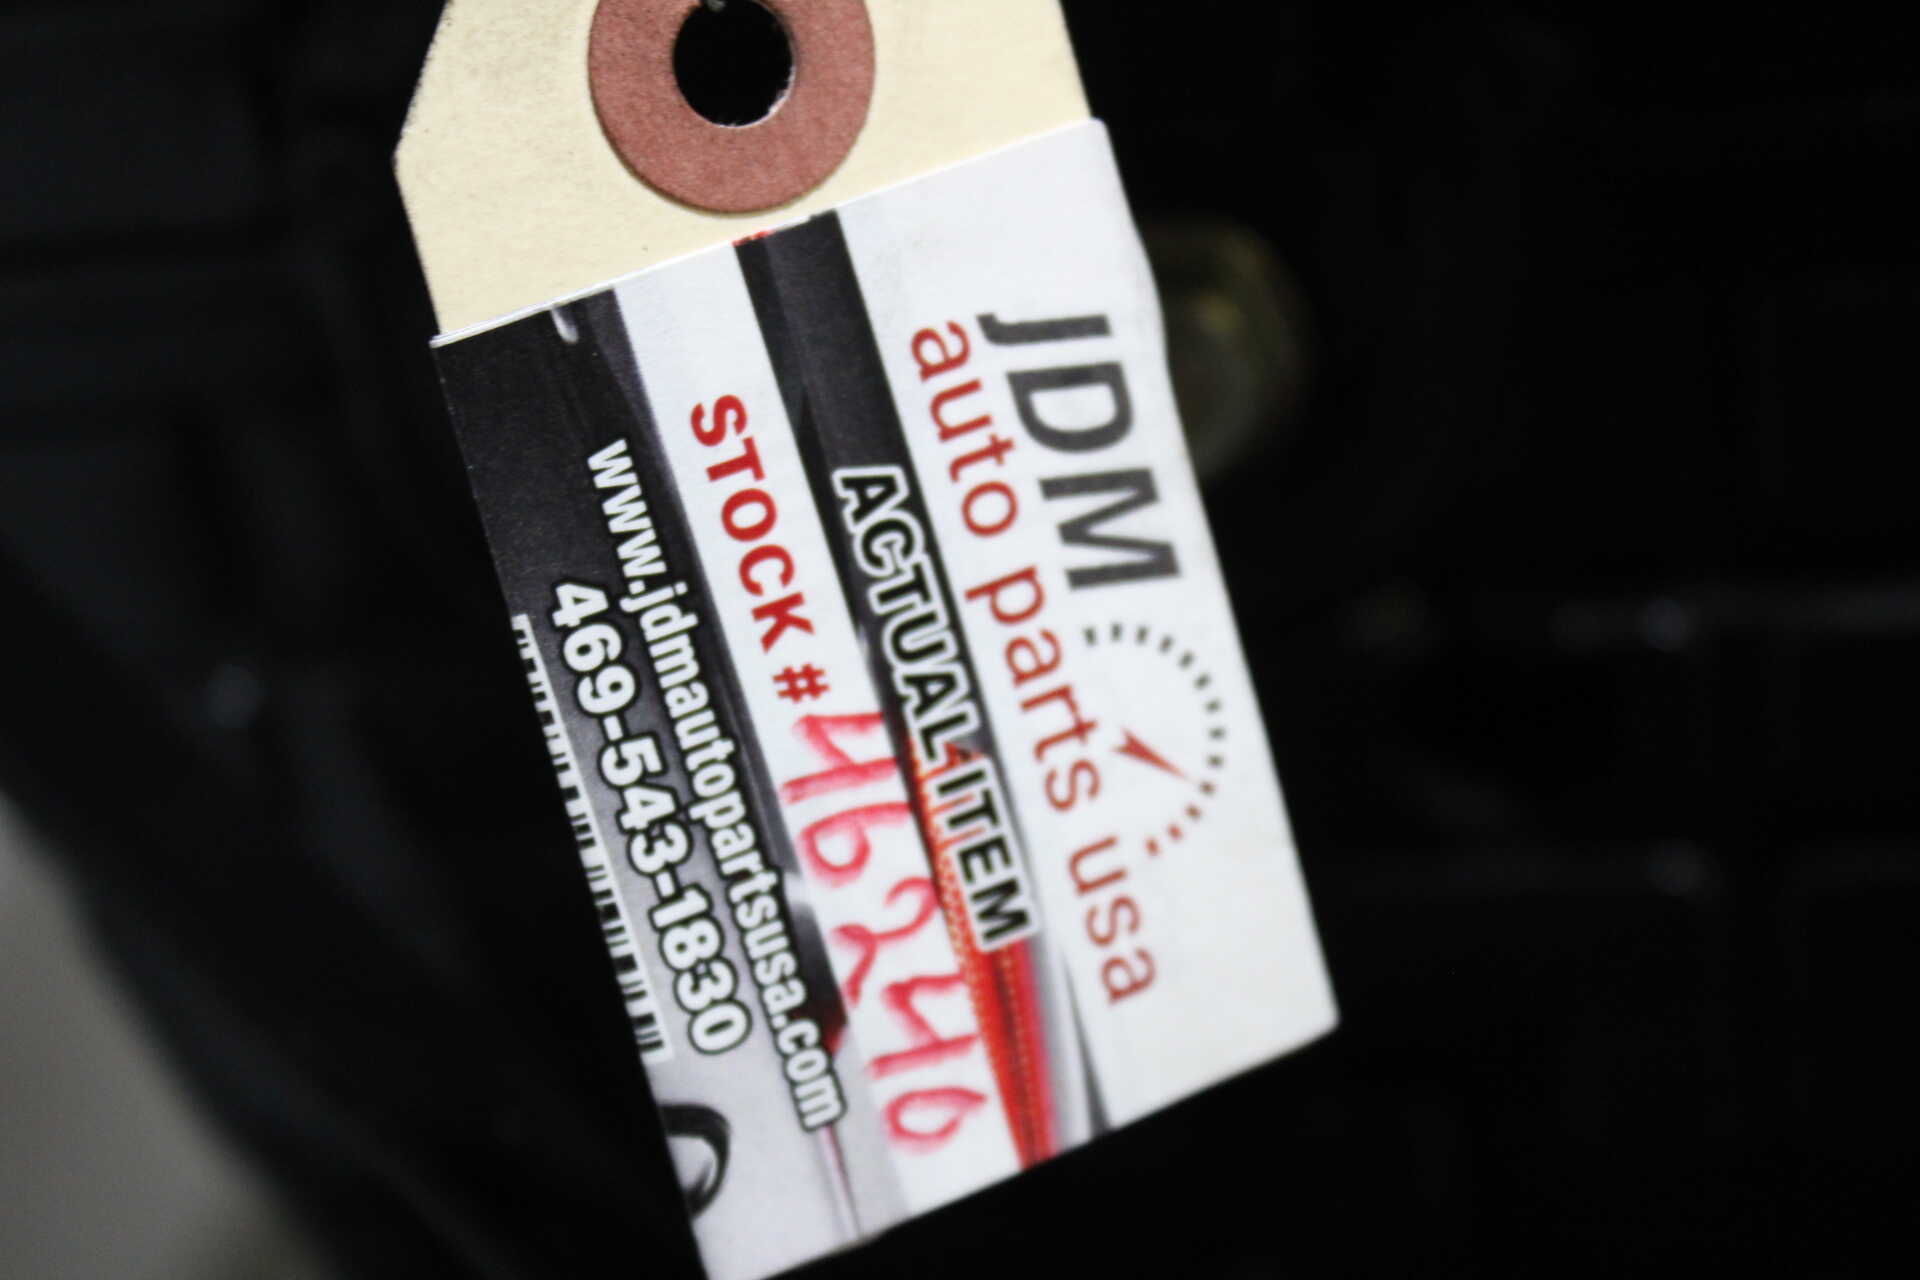 JDM
auto parts usa
ACTUAL ITEM
STOCK # 46246
www.jdmautopartsusa.com
469-543-1830